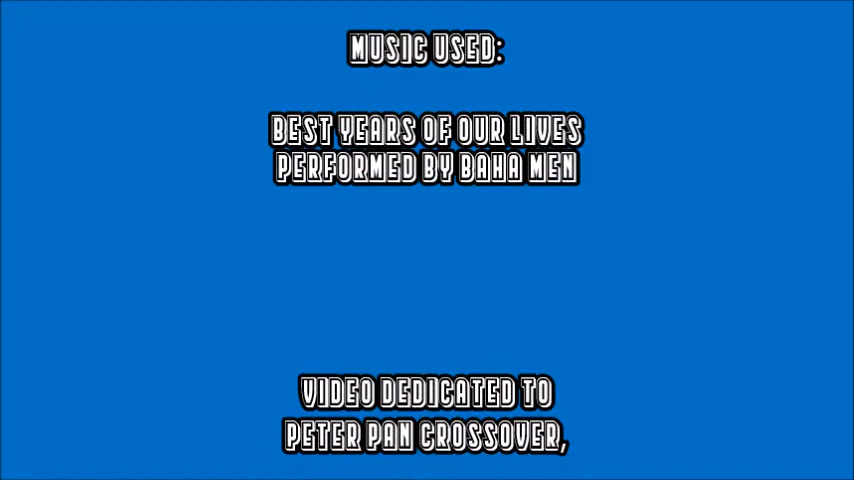 MUSIC USED:
BEST YEARS OF OUR LIVES
PERFORMED BY BAHA MEN
VIDEO DEDICATED TO
PETER PAN CROSSOVER,